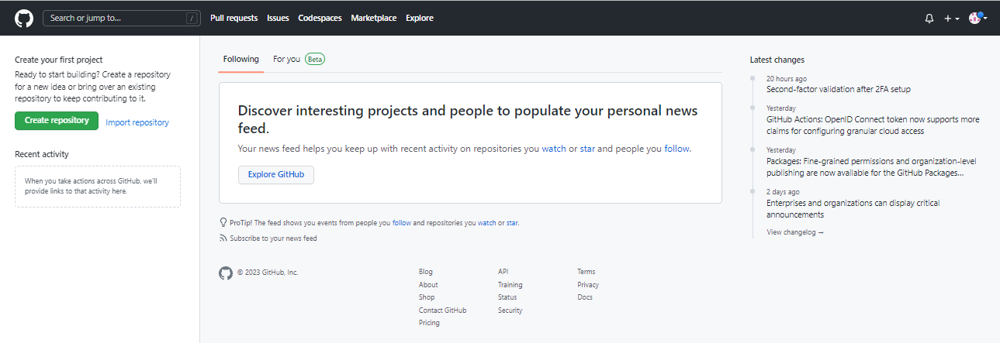 Search or jump to...
/
Pull requests
Issues
Codespaces
Marketplace
Explore
Create your first project
Ready to start building? Create a repository
for a new idea or bring over an existing
repository to keep contributing to it.
Create repository
Import repository
Recent activity
When you take actions across GitHub, we'll
provide links to that activity here.
Following
For you
Beta
Discover interesting projects and people to populate your personal news
feed.
Your news feed helps you keep up with recent activity on repositories you watch or star and people you follow.
Explore GitHub
ProTip! The feed shows you events from people you follow and repositories you watch or star.
Subscribe to your news feed
Latest changes
20 hours ago
Second-factor validation after 2FA setup
Yesterday
GitHub Actions: OpenID Connect token now supports more
claims for configuring granular cloud access
Yesterday
Packages: Fine-grained permissions and organization-level
publishing are now available for the GitHub Packages...
2 days ago
Enterprises and organizations can display critical
announcements
View changelog →
© 2023 GitHub, Inc.
Blog
About
Shop
Contact GitHub
Pricing
API
Training
Status
Security
Terms
Privacy
Docs